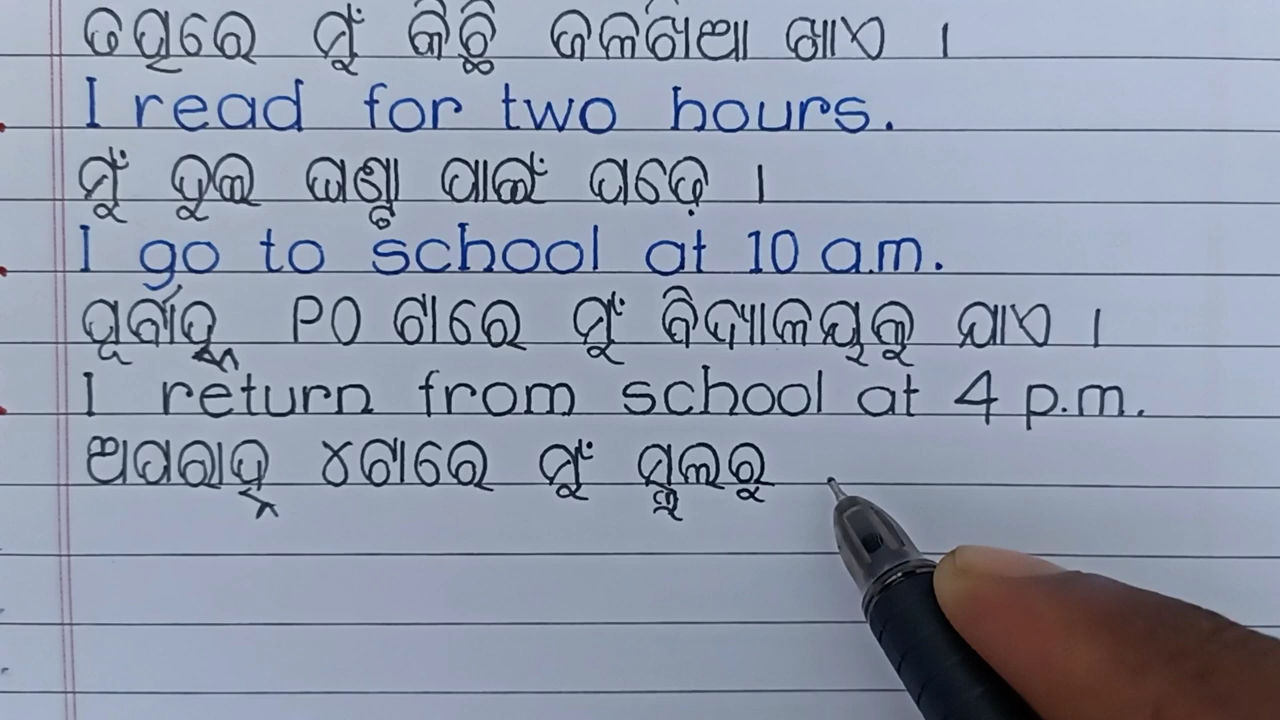 ତାପରେ ମୁଁ କିଛି ଜଳଖିଆ ଖାଏ ।
I read for two hours.
ମୁଁ ଦୁଇ ଘଣ୍ଟା ପାଇଁ ପଢ଼େ ।
I go to school at 10 a.m.
ପୂର୍ବାହ୍ନ ୧୦ ଟାରେ ମୁଁ ବିଦ୍ୟାଳୟକୁ ଯାଏ ।
I return from school at 4 p.m.
ଅପରାହ୍ନ ୪ଟାରେ ମୁଁ ସ୍କୁଲରୁ